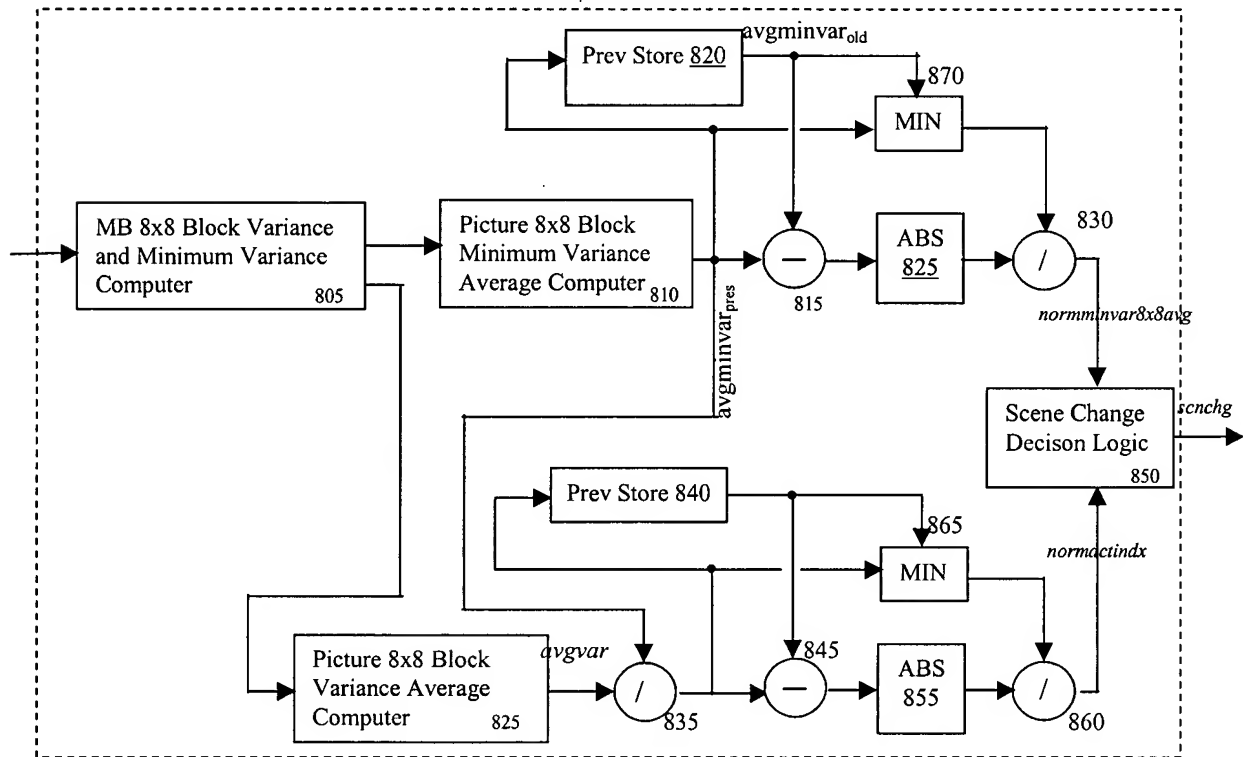 avgminvar_old
Prev Store 820
870
MIN
MB 8x8 Block Variance
and Minimum Variance
Computer
805
Picture 8x8 Block
Minimum Variance
Average Computer
810
−
815
ABS
825
830
/
avgminvar_pres
normminvar8x8avg
Scene Change
Decison Logic
850
scnchg
Prev Store 840
865
MIN
normactindx
Picture 8x8 Block
Variance Average
Computer
825
avgvar
/
835
845
−
ABS
855
/
860